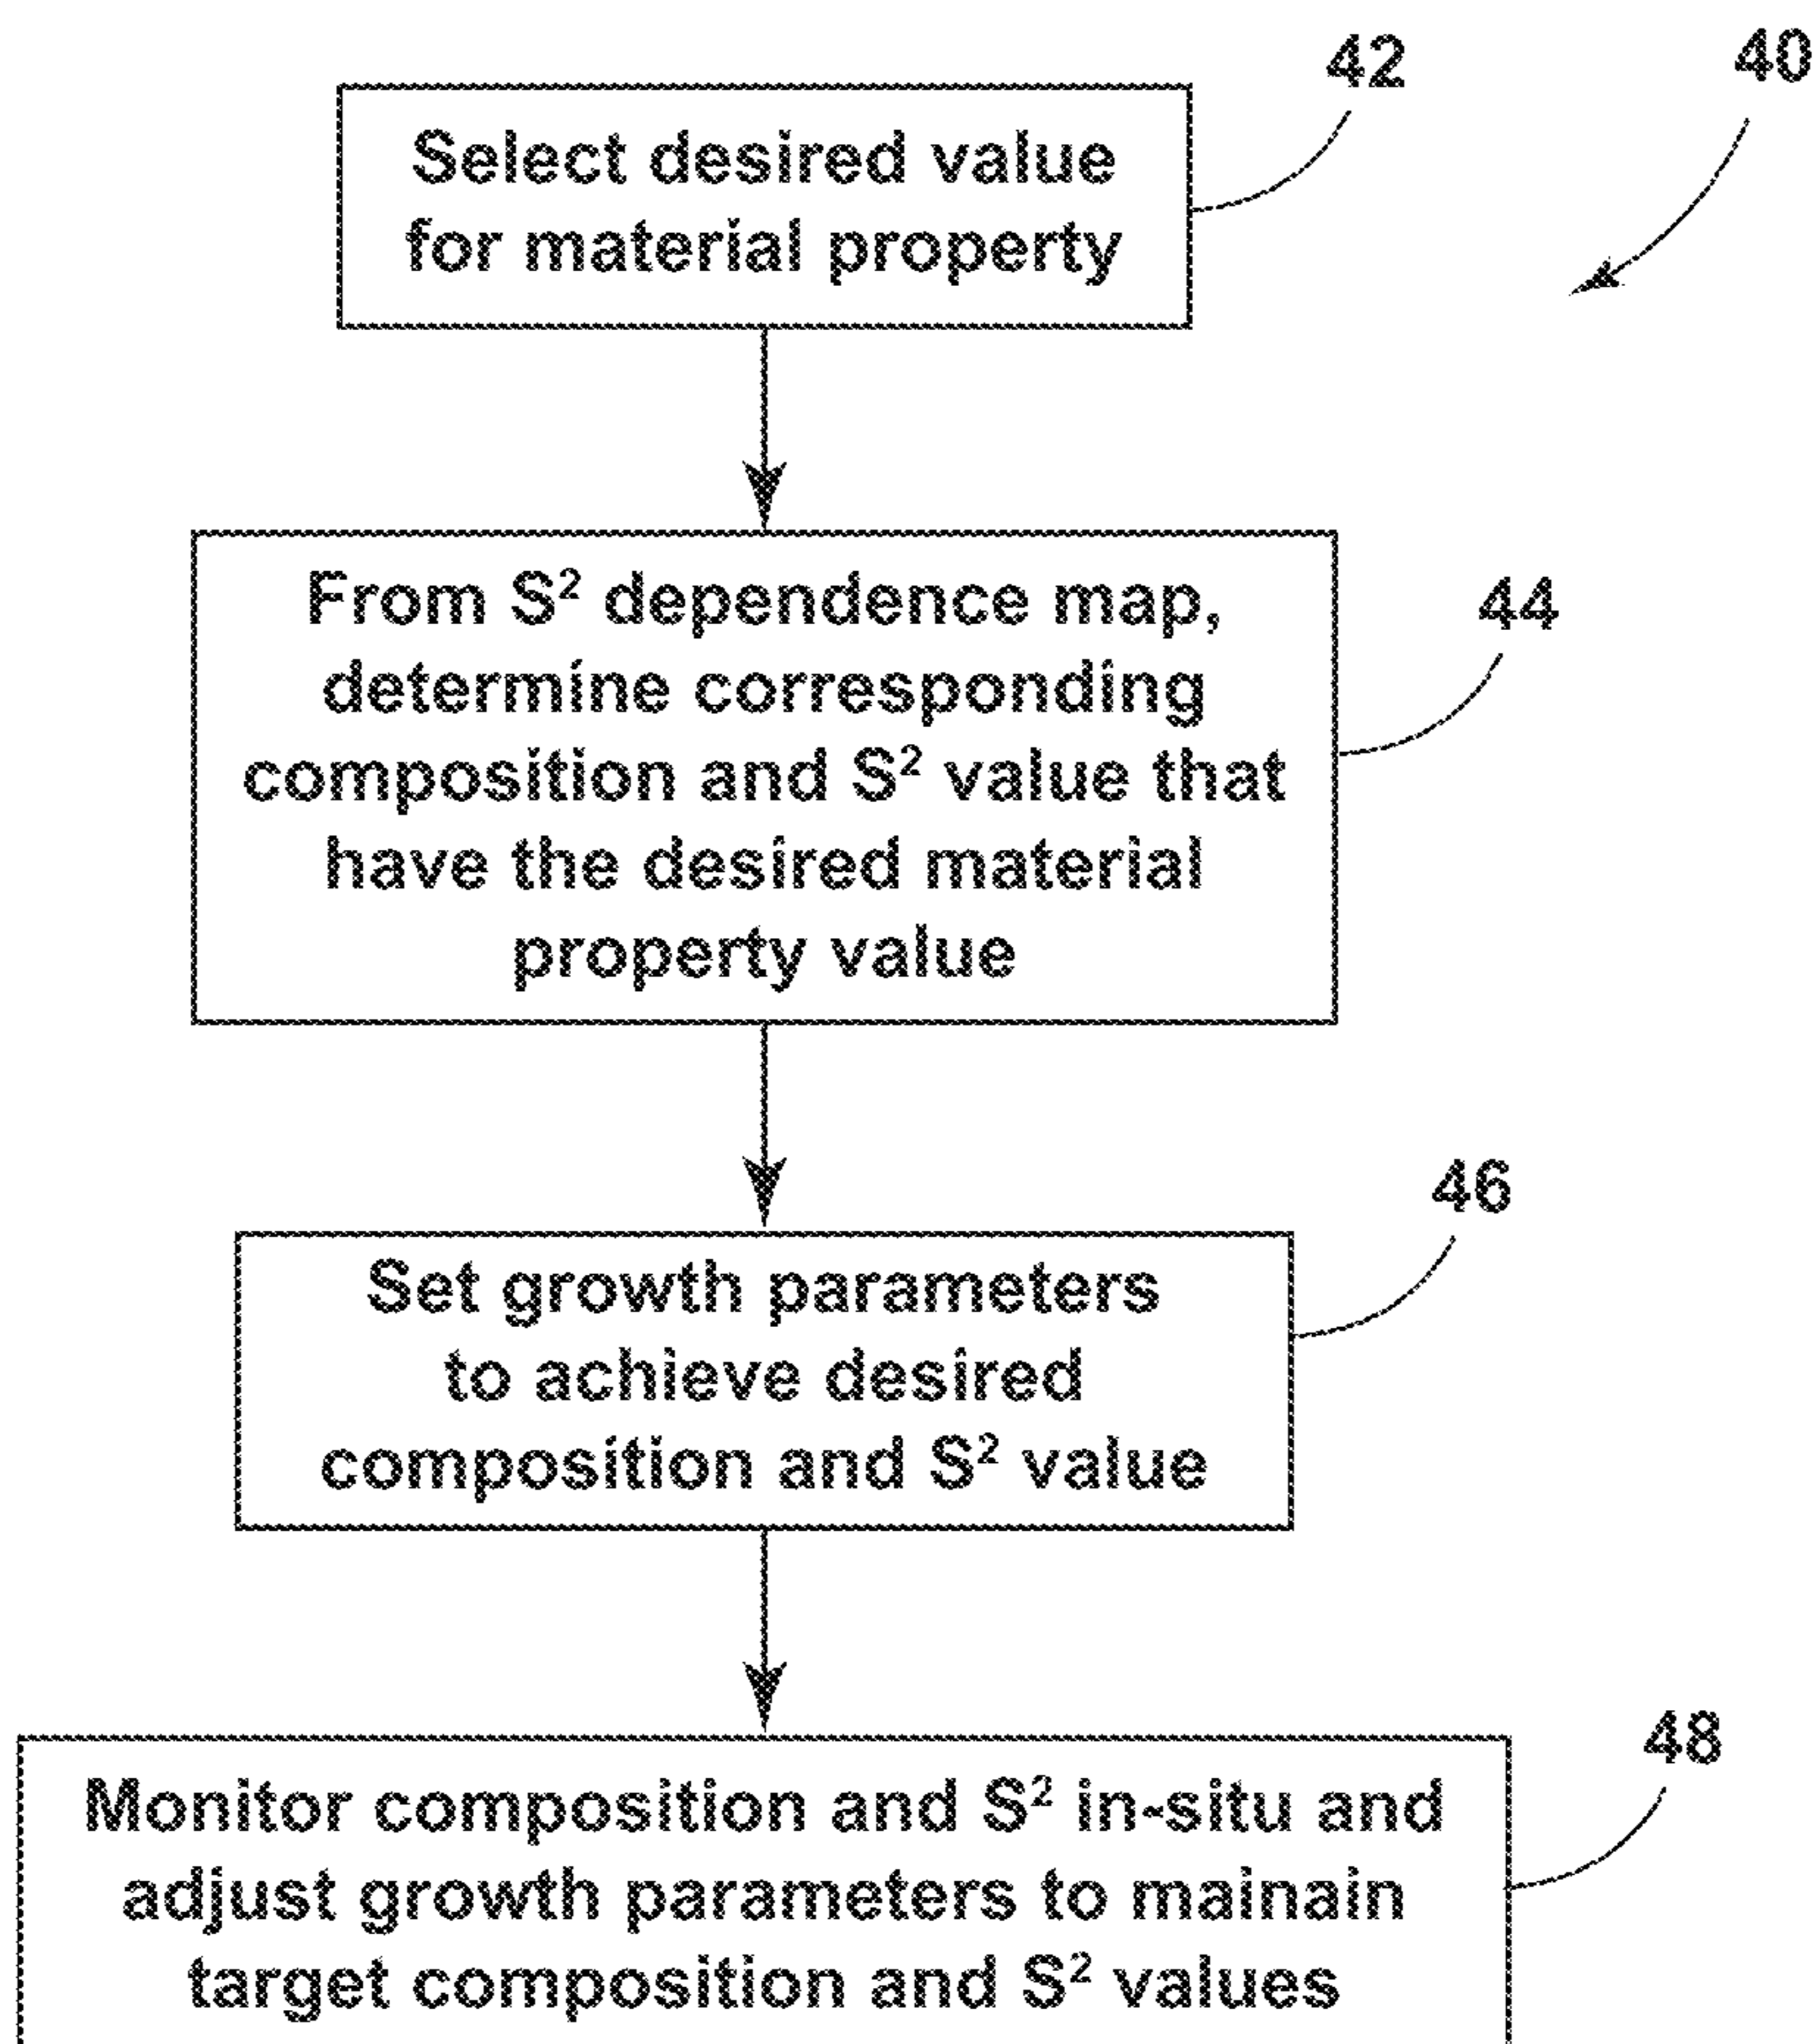 42
40
Select desired value
for material property
From S² dependence map,
determine corresponding
composition and S² value that
have the desired material
property value
44
46
Set growth parameters
to achieve desired
composition and S² value
48
Monitor composition and S² in-situ and
adjust growth parameters to mainain
target composition and S² values